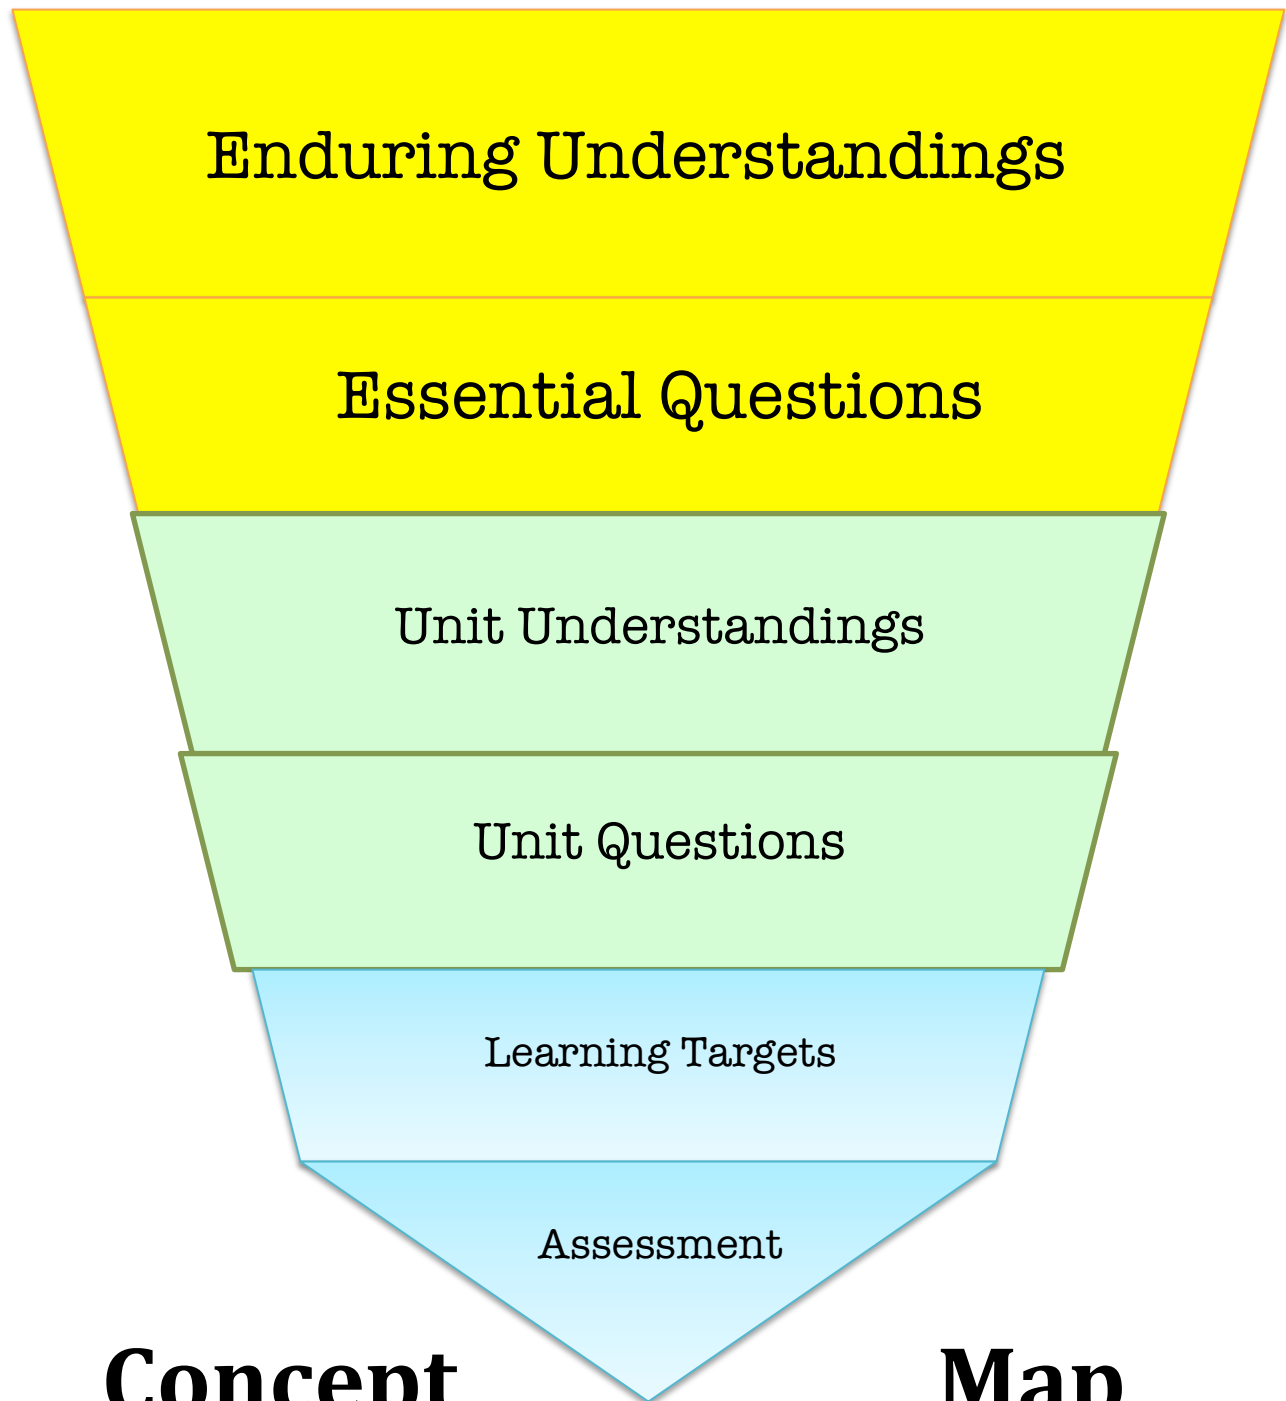 Enduring Understandings
Essential Questions
Unit Understandings
Unit Questions
Learning Targets
Assessment
Concept Map